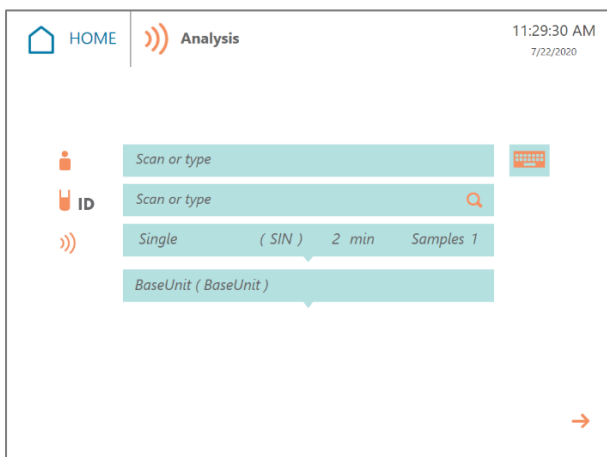 HOME
Analysis
11:29:30 AM
7/22/2020
Scan or type
ID
Scan or type
Single ( SIN ) 2 min Samples 1
BaseUnit ( BaseUnit )